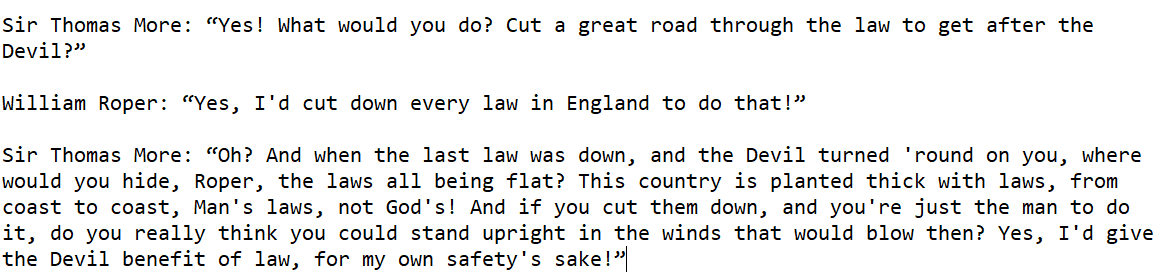 Sir Thomas More: “Yes! What would you do? Cut a great road through the law to get after the
Devil?”
William Roper: “Yes, I'd cut down every law in England to do that!”
Sir Thomas More: “Oh? And when the last law was down, and the Devil turned 'round on you, where
would you hide, Roper, the laws all being flat? This country is planted thick with laws, from
coast to coast, Man's laws, not God's! And if you cut them down, and you're just the man to do
it, do you really think you could stand upright in the winds that would blow then? Yes, I'd give
the Devil benefit of law, for my own safety's sake!”